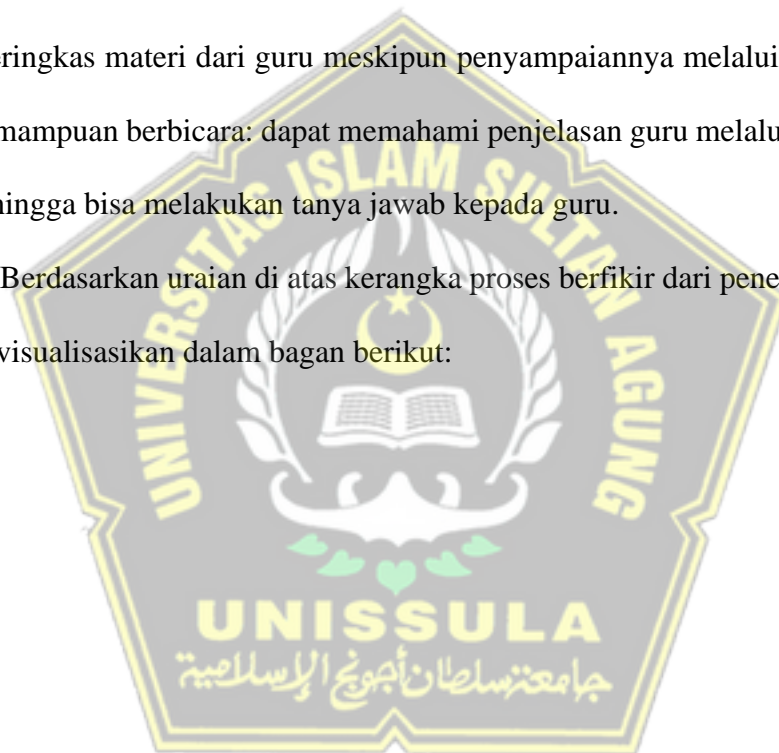 eringkas materi dari guru meskipun penyampaiannya melalui
mampuan berbicara: dapat memahami penjelasan guru melalu
hingga bisa melakukan tanya jawab kepada guru.
Berdasarkan uraian di atas kerangka proses berfikir dari pene
visualisasikan dalam bagan berikut:
UNIVERSITAS ISLAM SULTAN AGUNG
UNISSULA
جامعة سلطان أجونج الإسلامية